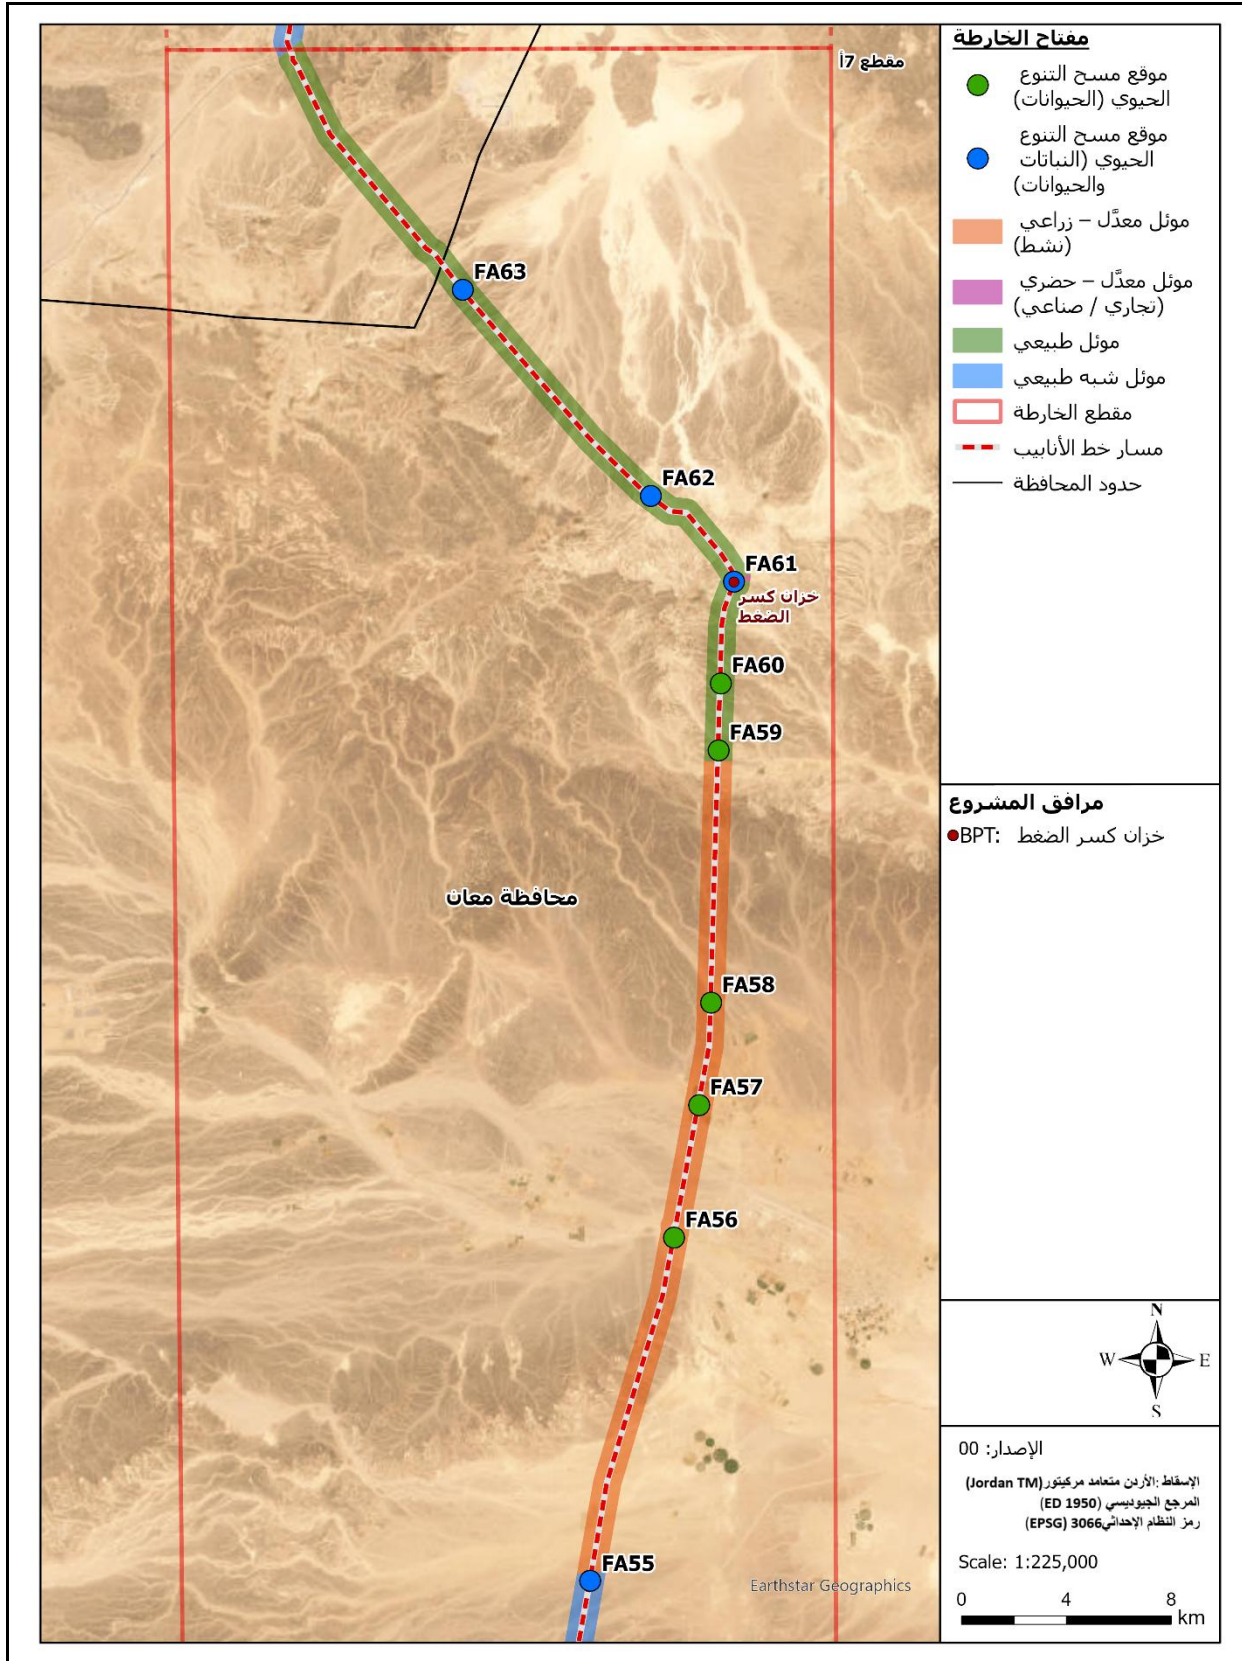 مقطع 7أ
FA63
FA62
FA61
خزان كسر
الضغط
FA60
FA59
محافظة معان
FA58
FA57
FA56
FA55
Earthstar Geographics
مفتاح الخارطة
موقع مسح التنوع
الحيوي (الحيوانات)
موقع مسح التنوع
الحيوي (النباتات
والحيوانات)
موئل معدَّل – زراعي
(نشط)
موئل معدَّل – حضري
(تجاري / صناعي)
موئل طبيعي
موئل شبه طبيعي
مقطع الخارطة
مسار خط الأنابيب
حدود المحافظة
مرافق المشروع
BPT: خزان كسر الضغط
N
W E
S
الإصدار: 00
الإسقاط :الأردن متعامد مركيتور(Jordan TM)
المرجع الجيوديسي (ED 1950)
رمز النظام الإحداثي3066 (EPSG)
Scale: 1:225,000
0 4 8
km